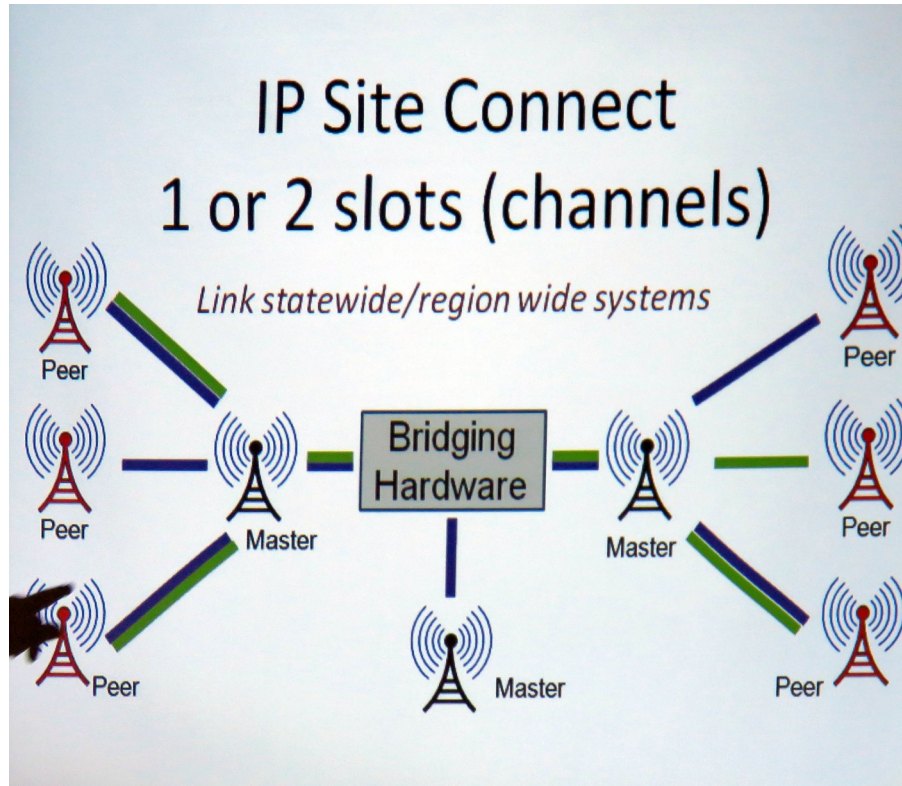 IP Site Connect
1 or 2 slots (channels)
Link statewide/region wide systems
Peer
Peer
Bridging
Hardware
Peer
Peer
Master
Master
Peer
Master
Peer